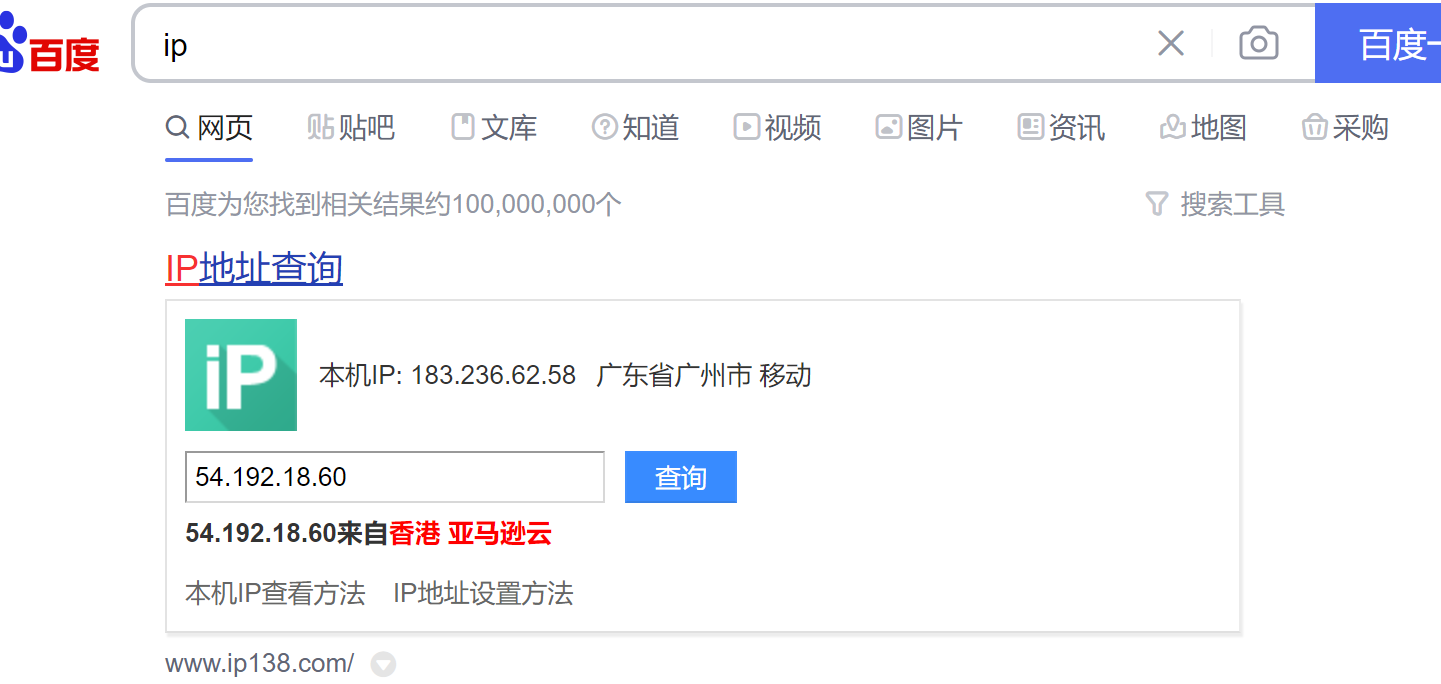 百度 ip 百度一
网页 贴吧 文库 知道 视频 图片 资讯 地图 采购
百度为您找到相关结果约100,000,000个 搜索工具
IP地址查询
iP 本机IP: 183.236.62.58 广东省广州市 移动
54.192.18.60 查询
54.192.18.60来自香港 亚马逊云
本机IP查看方法 IP地址设置方法
www.ip138.com/